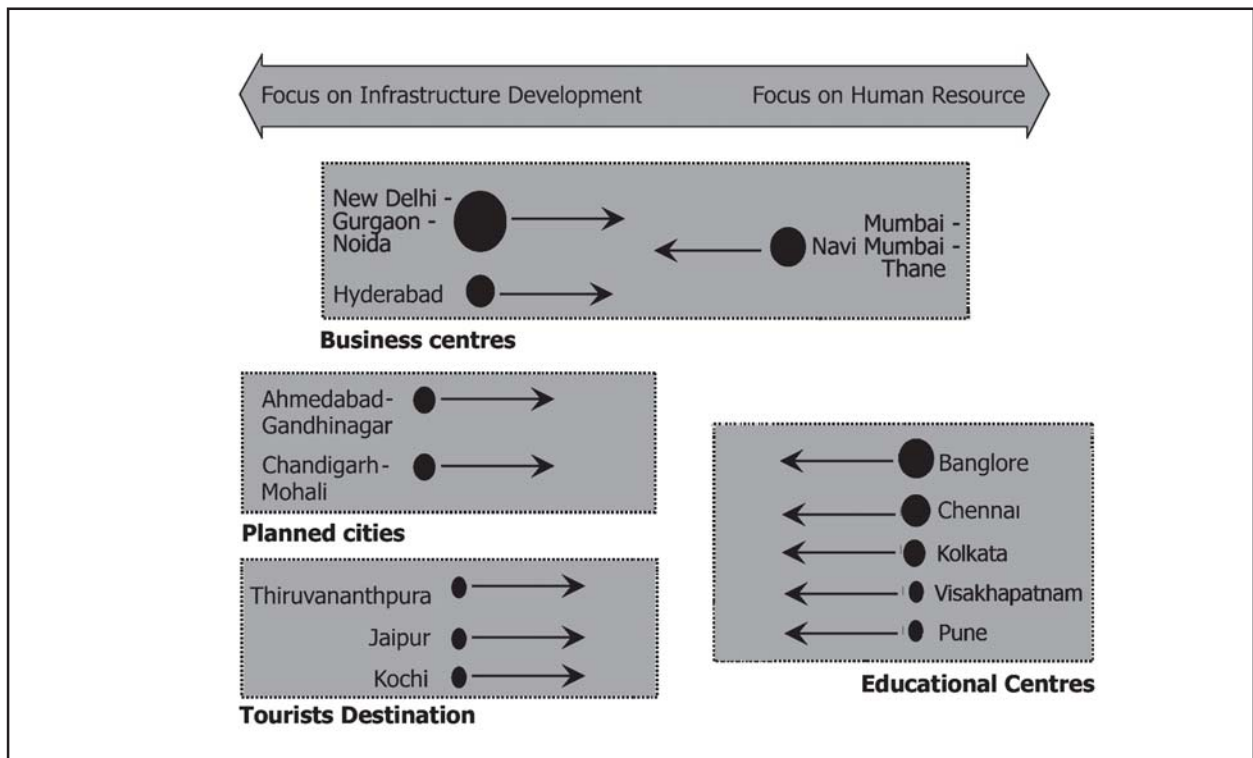 Focus on Infrastructure Development
Focus on Human Resource
New Delhi -
Gurgaon -
Noida
Mumbai -
Navi Mumbai -
Thane
Hyderabad
Business centres
Ahmedabad-
Gandhinagar
Chandigarh-
Mohali
Planned cities
Banglore
Chennai
Kolkata
Visakhapatnam
Pune
Educational Centres
Thiruvananthpura
Jaipur
Kochi
Tourists Destination